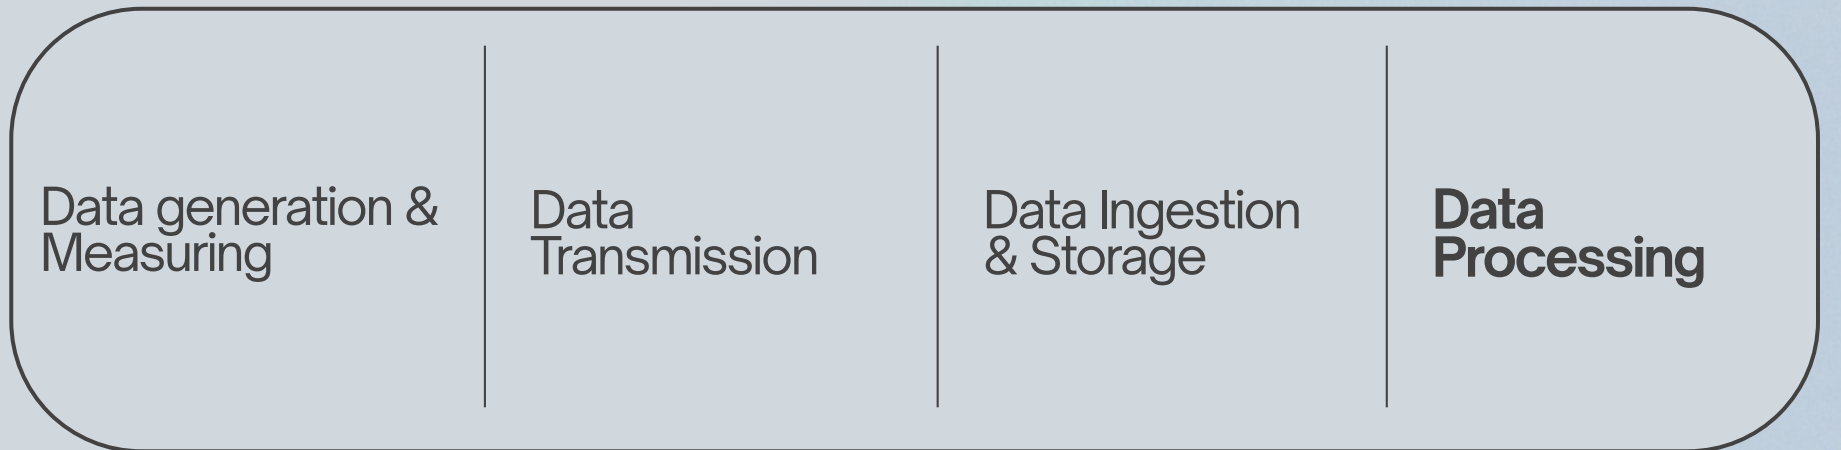 Data generation &
Measuring
Data
Transmission
Data Ingestion
& Storage
Data
Processing